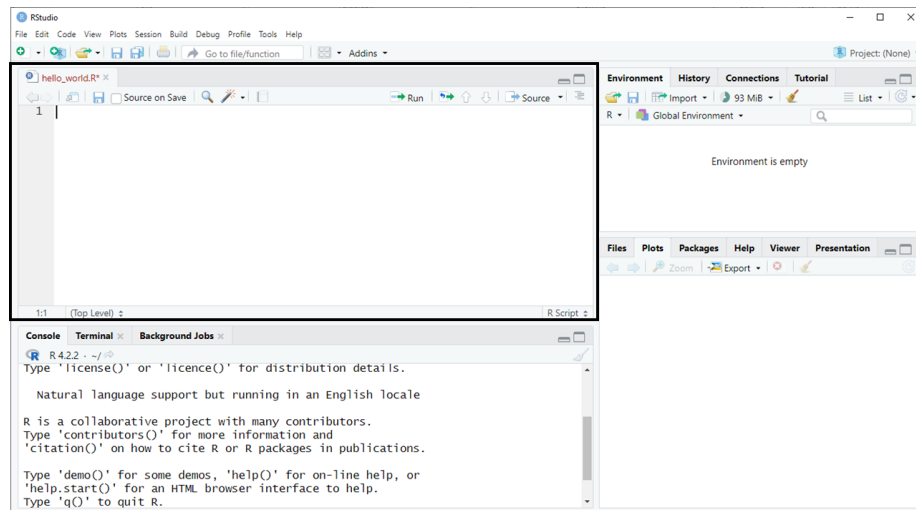 RStudio
File Edit Code View Plots Session Build Debug Profile Tools Help
Go to file/function Addins Project: (None)
hello_world.R*
Source on Save Run Source
1
1:1 (Top Level) R Script
Console Terminal Background Jobs
R 4.2.2 · ~/
Type 'license()' or 'licence()' for distribution details.
Natural language support but running in an English locale
R is a collaborative project with many contributors.
Type 'contributors()' for more information and
'citation()' on how to cite R or R packages in publications.
Type 'demo()' for some demos, 'help()' for on-line help, or
'help.start()' for an HTML browser interface to help.
Type 'q()' to quit R.
Environment History Connections Tutorial
Import 93 MiB List
R Global Environment
Environment is empty
Files Plots Packages Help Viewer Presentation
Zoom Export